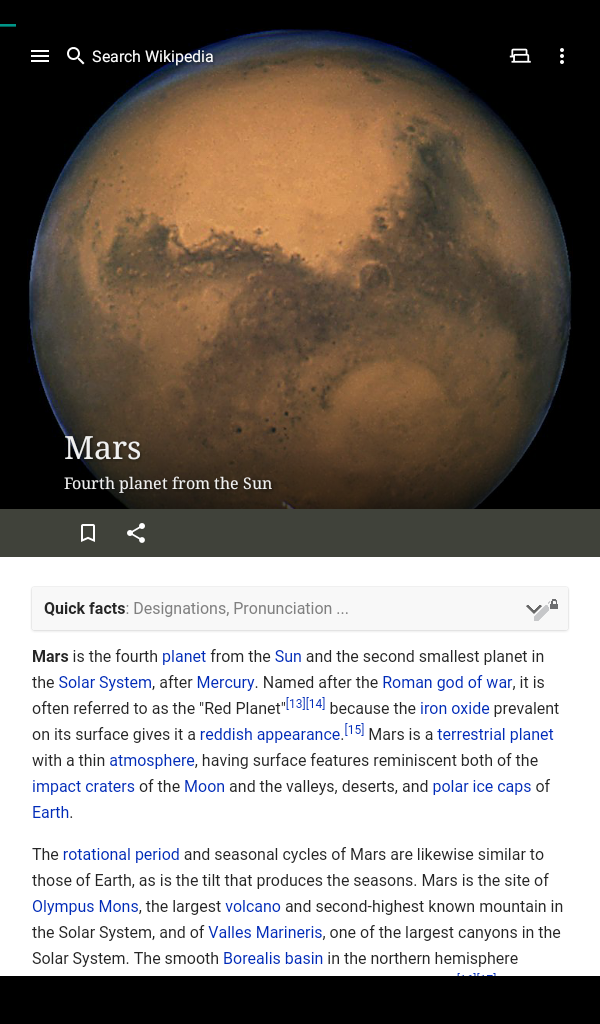 Search Wikipedia
Mars
Fourth planet from the Sun
Quick facts: Designations, Pronunciation ...
Mars is the fourth planet from the Sun and the second smallest planet in
the Solar System, after Mercury. Named after the Roman god of war, it is
often referred to as the "Red Planet"[13][14] because the iron oxide prevalent
on its surface gives it a reddish appearance.[15] Mars is a terrestrial planet
with a thin atmosphere, having surface features reminiscent both of the
impact craters of the Moon and the valleys, deserts, and polar ice caps of
Earth.
The rotational period and seasonal cycles of Mars are likewise similar to
those of Earth, as is the tilt that produces the seasons. Mars is the site of
Olympus Mons, the largest volcano and second-highest known mountain in
the Solar System, and of Valles Marineris, one of the largest canyons in the
Solar System. The smooth Borealis basin in the northern hemisphere